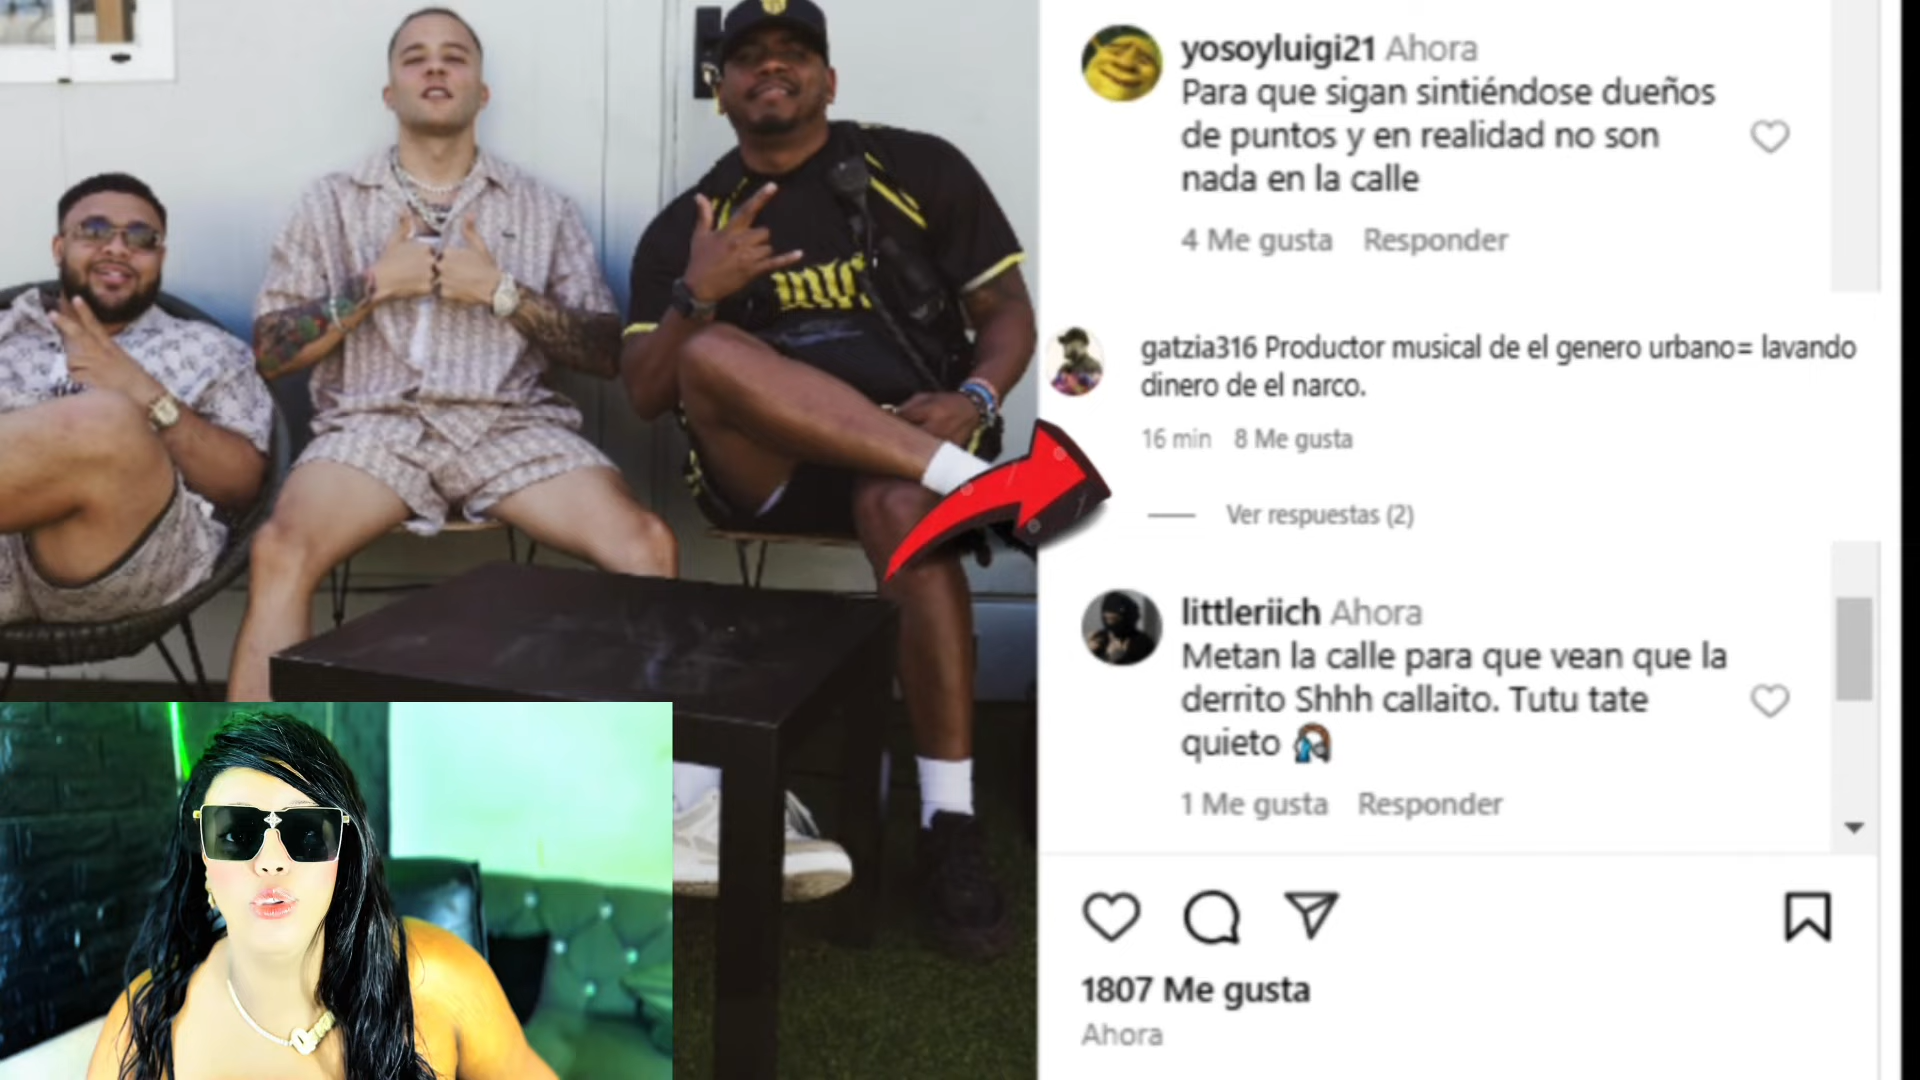 yosoyluigi21 Ahora
Para que sigan sintiéndose dueños
de puntos y en realidad no son
nada en la calle
4 Me gusta Responder
gatzia316 Productor musical de el genero urbano= lavando
dinero de el narco.
16 min 8 Me gusta
Ver respuestas (2)
littleriich Ahora
Metan la calle para que vean que la
derrito Shhh callaito. Tutu tate
quieto
1 Me gusta Responder
1807 Me gusta
Ahora